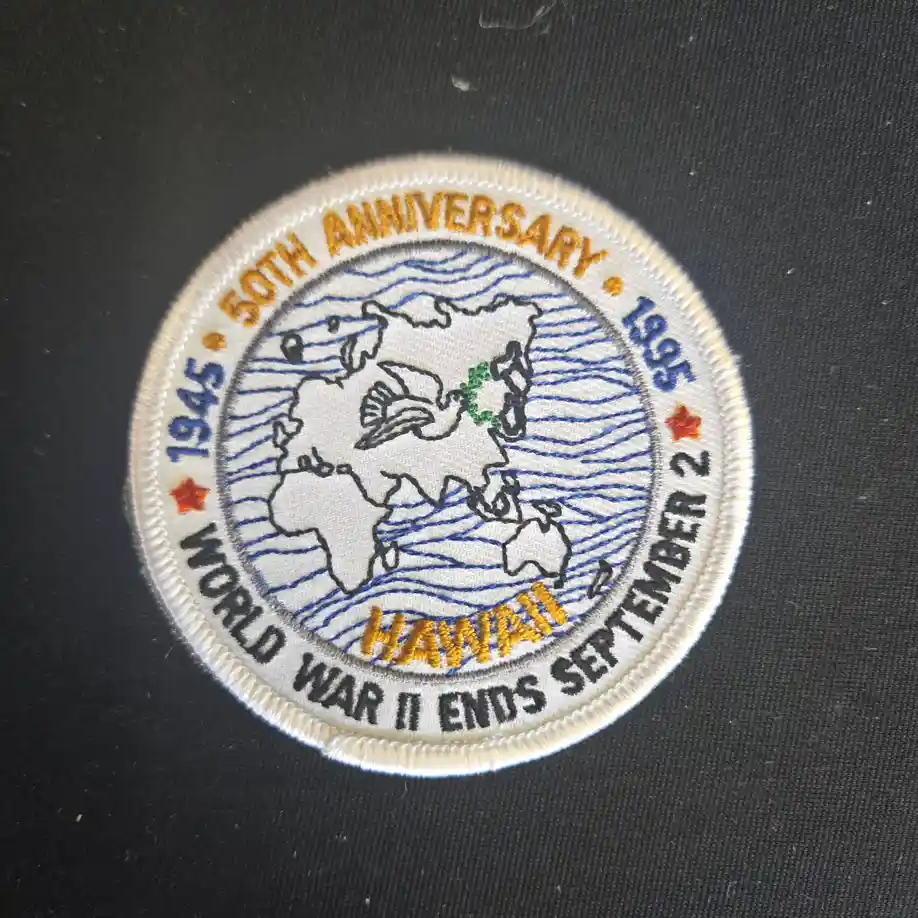 1945 • 50TH ANNIVERSARY • 1995
HAWAII
WORLD WAR II ENDS SEPTEMBER 2